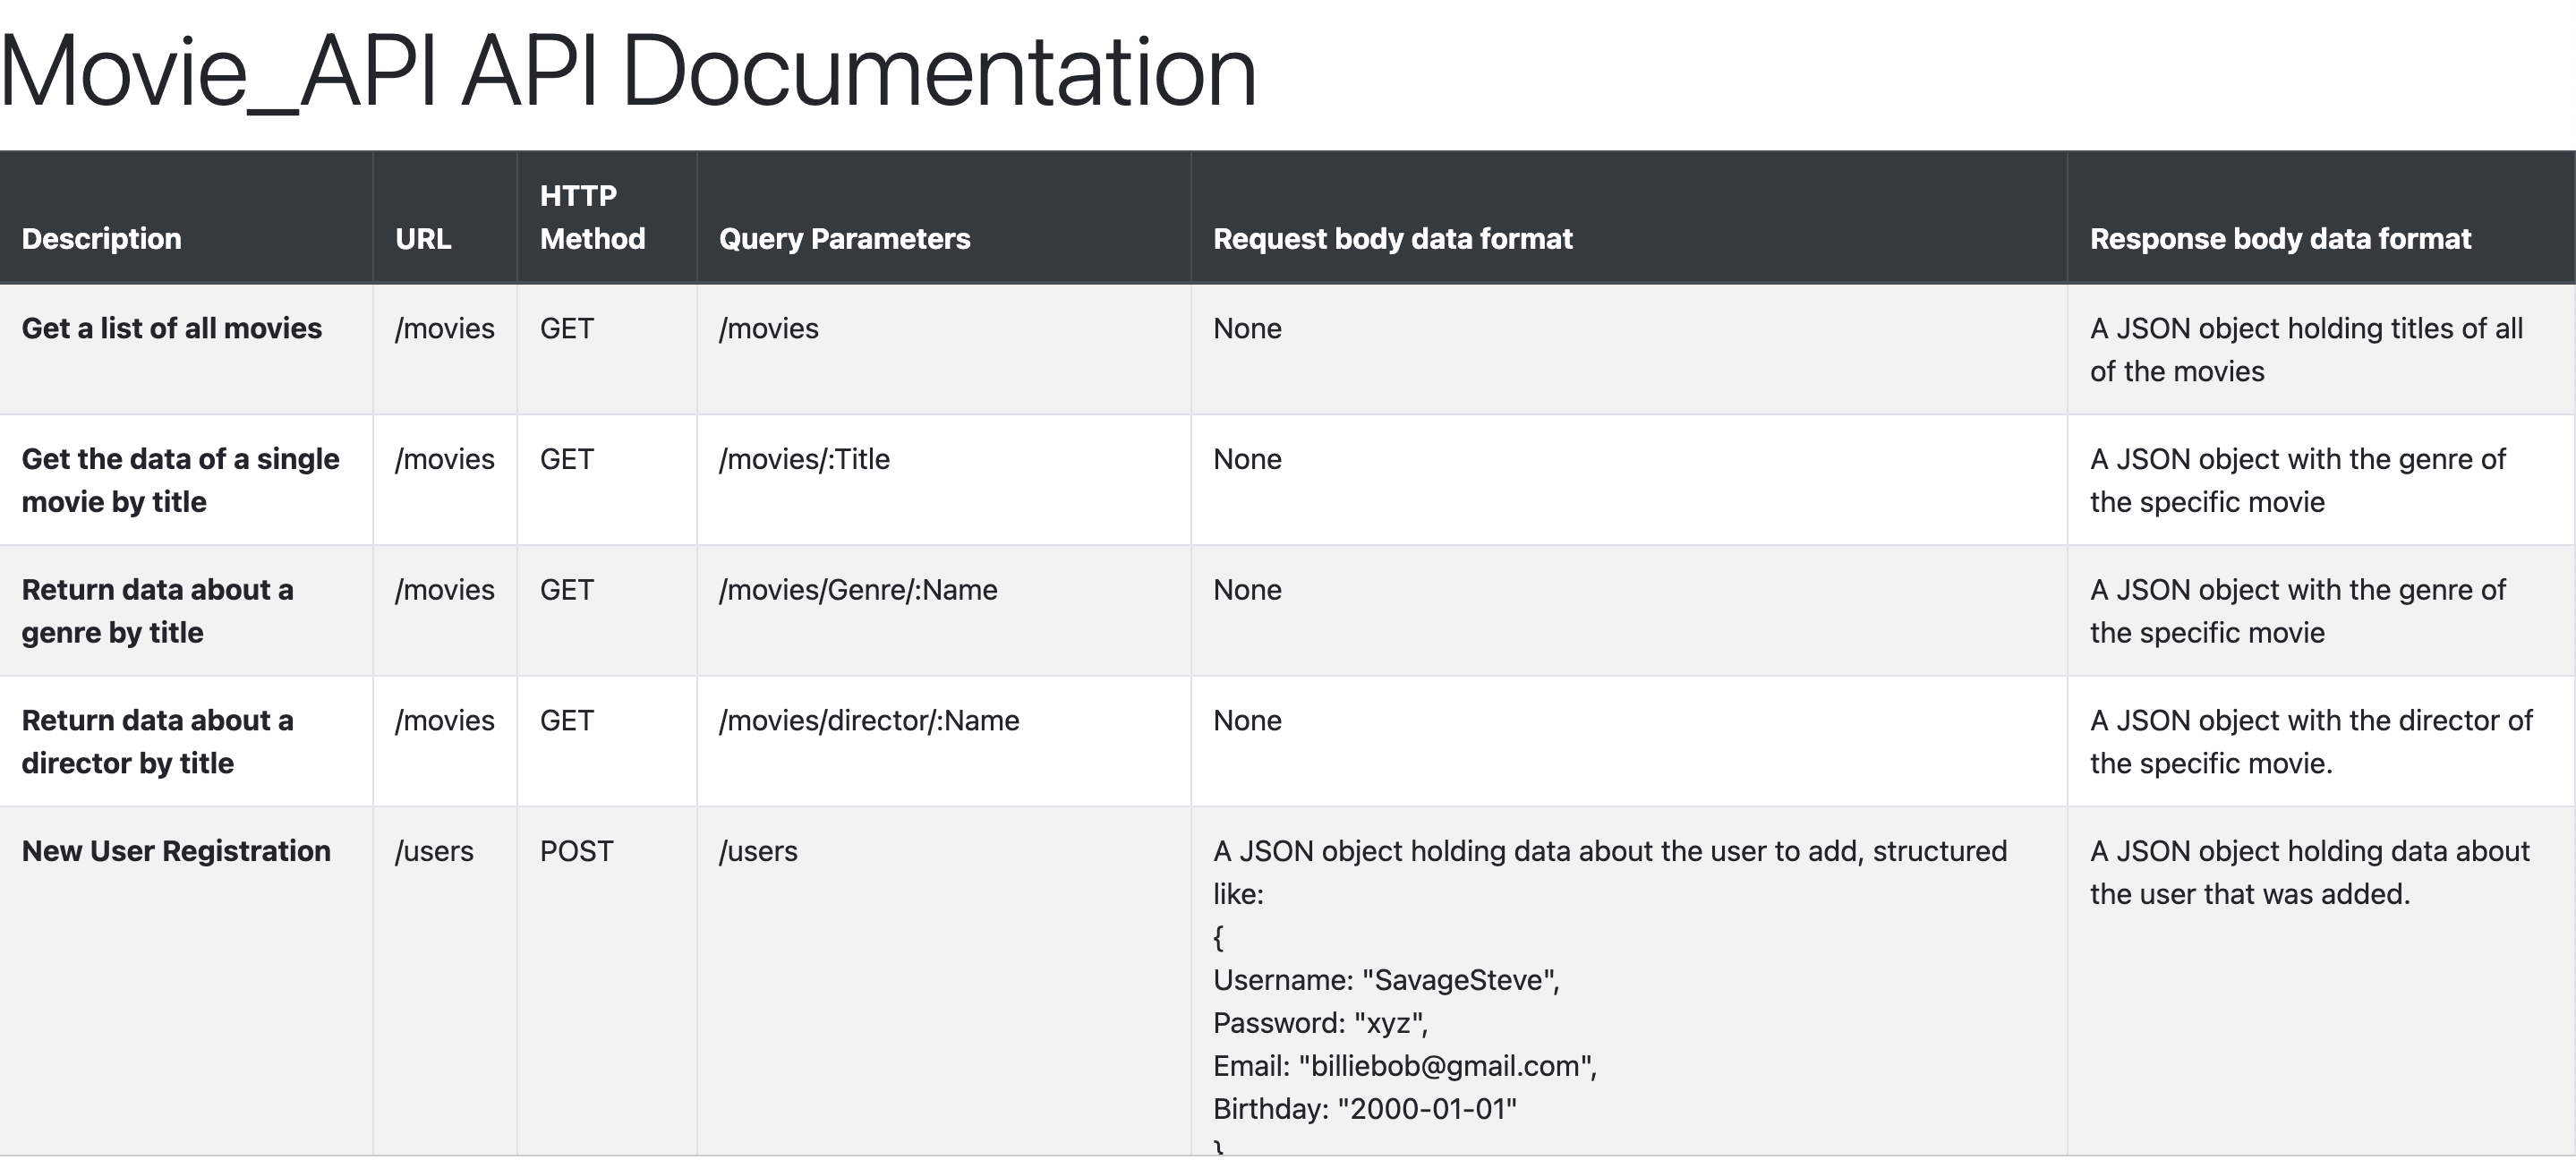 Movie_API API Documentation
Description
URL
HTTP
Method
Query Parameters
Request body data format
Response body data format
Get a list of all movies
/movies
GET
/movies
None
A JSON object holding titles of all
of the movies
Get the data of a single
movie by title
/movies
GET
/movies/:Title
None
A JSON object with the genre of
the specific movie
Return data about a
genre by title
/movies
GET
/movies/Genre/:Name
None
A JSON object with the genre of
the specific movie
Return data about a
director by title
/movies
GET
/movies/director/:Name
None
A JSON object with the director of
the specific movie.
New User Registration
/users
POST
/users
A JSON object holding data about the user to add, structured
like:
{
Username: "SavageSteve",
Password: "xyz",
Email: "billiebob@gmail.com",
Birthday: "2000-01-01"
}
A JSON object holding data about
the user that was added.